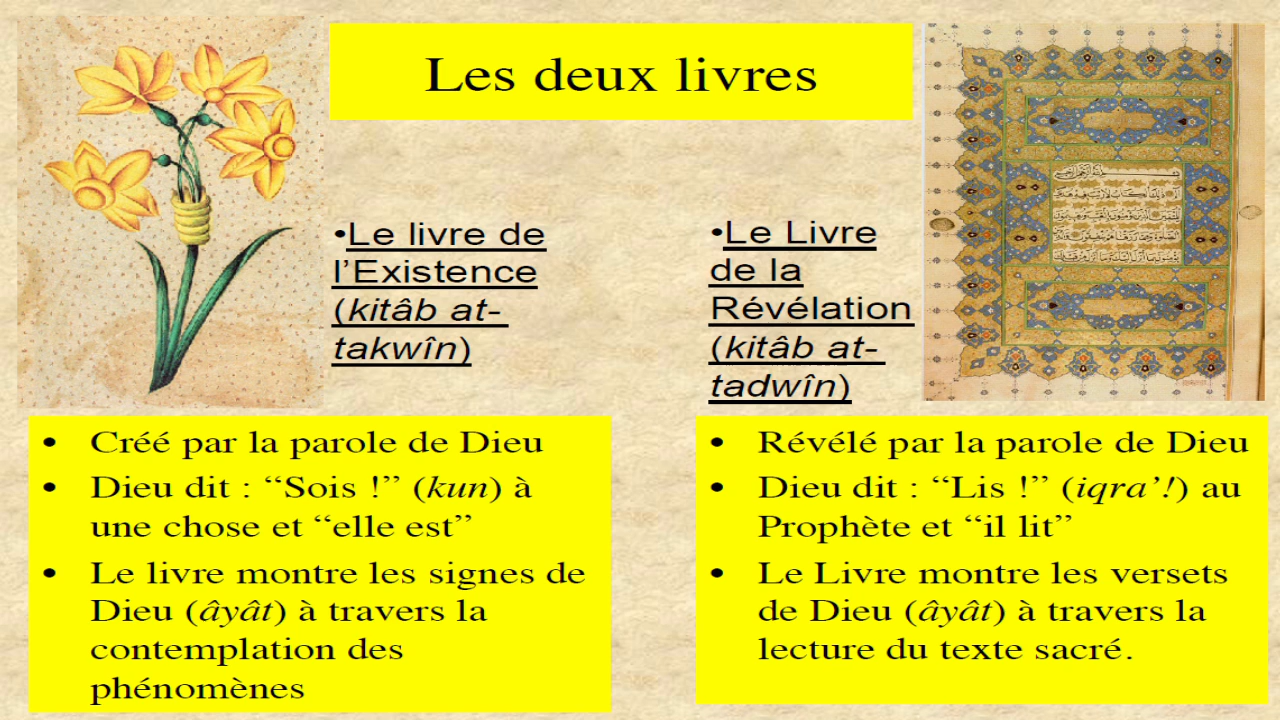 Les deux livres
•Le livre de
l’Existence
(kitâb at-
takwîn)
•Le Livre
de la
Révélation
(kitâb at-
tadwîn)
• Créé par la parole de Dieu
• Dieu dit : “Sois !” (kun) à
une chose et “elle est”
• Le livre montre les signes de
Dieu (âyât) à travers la
contemplation des
phénomènes
• Révélé par la parole de Dieu
• Dieu dit : “Lis !” (iqra’!) au
Prophète et “il lit”
• Le Livre montre les versets
de Dieu (âyât) à travers la
lecture du texte sacré.